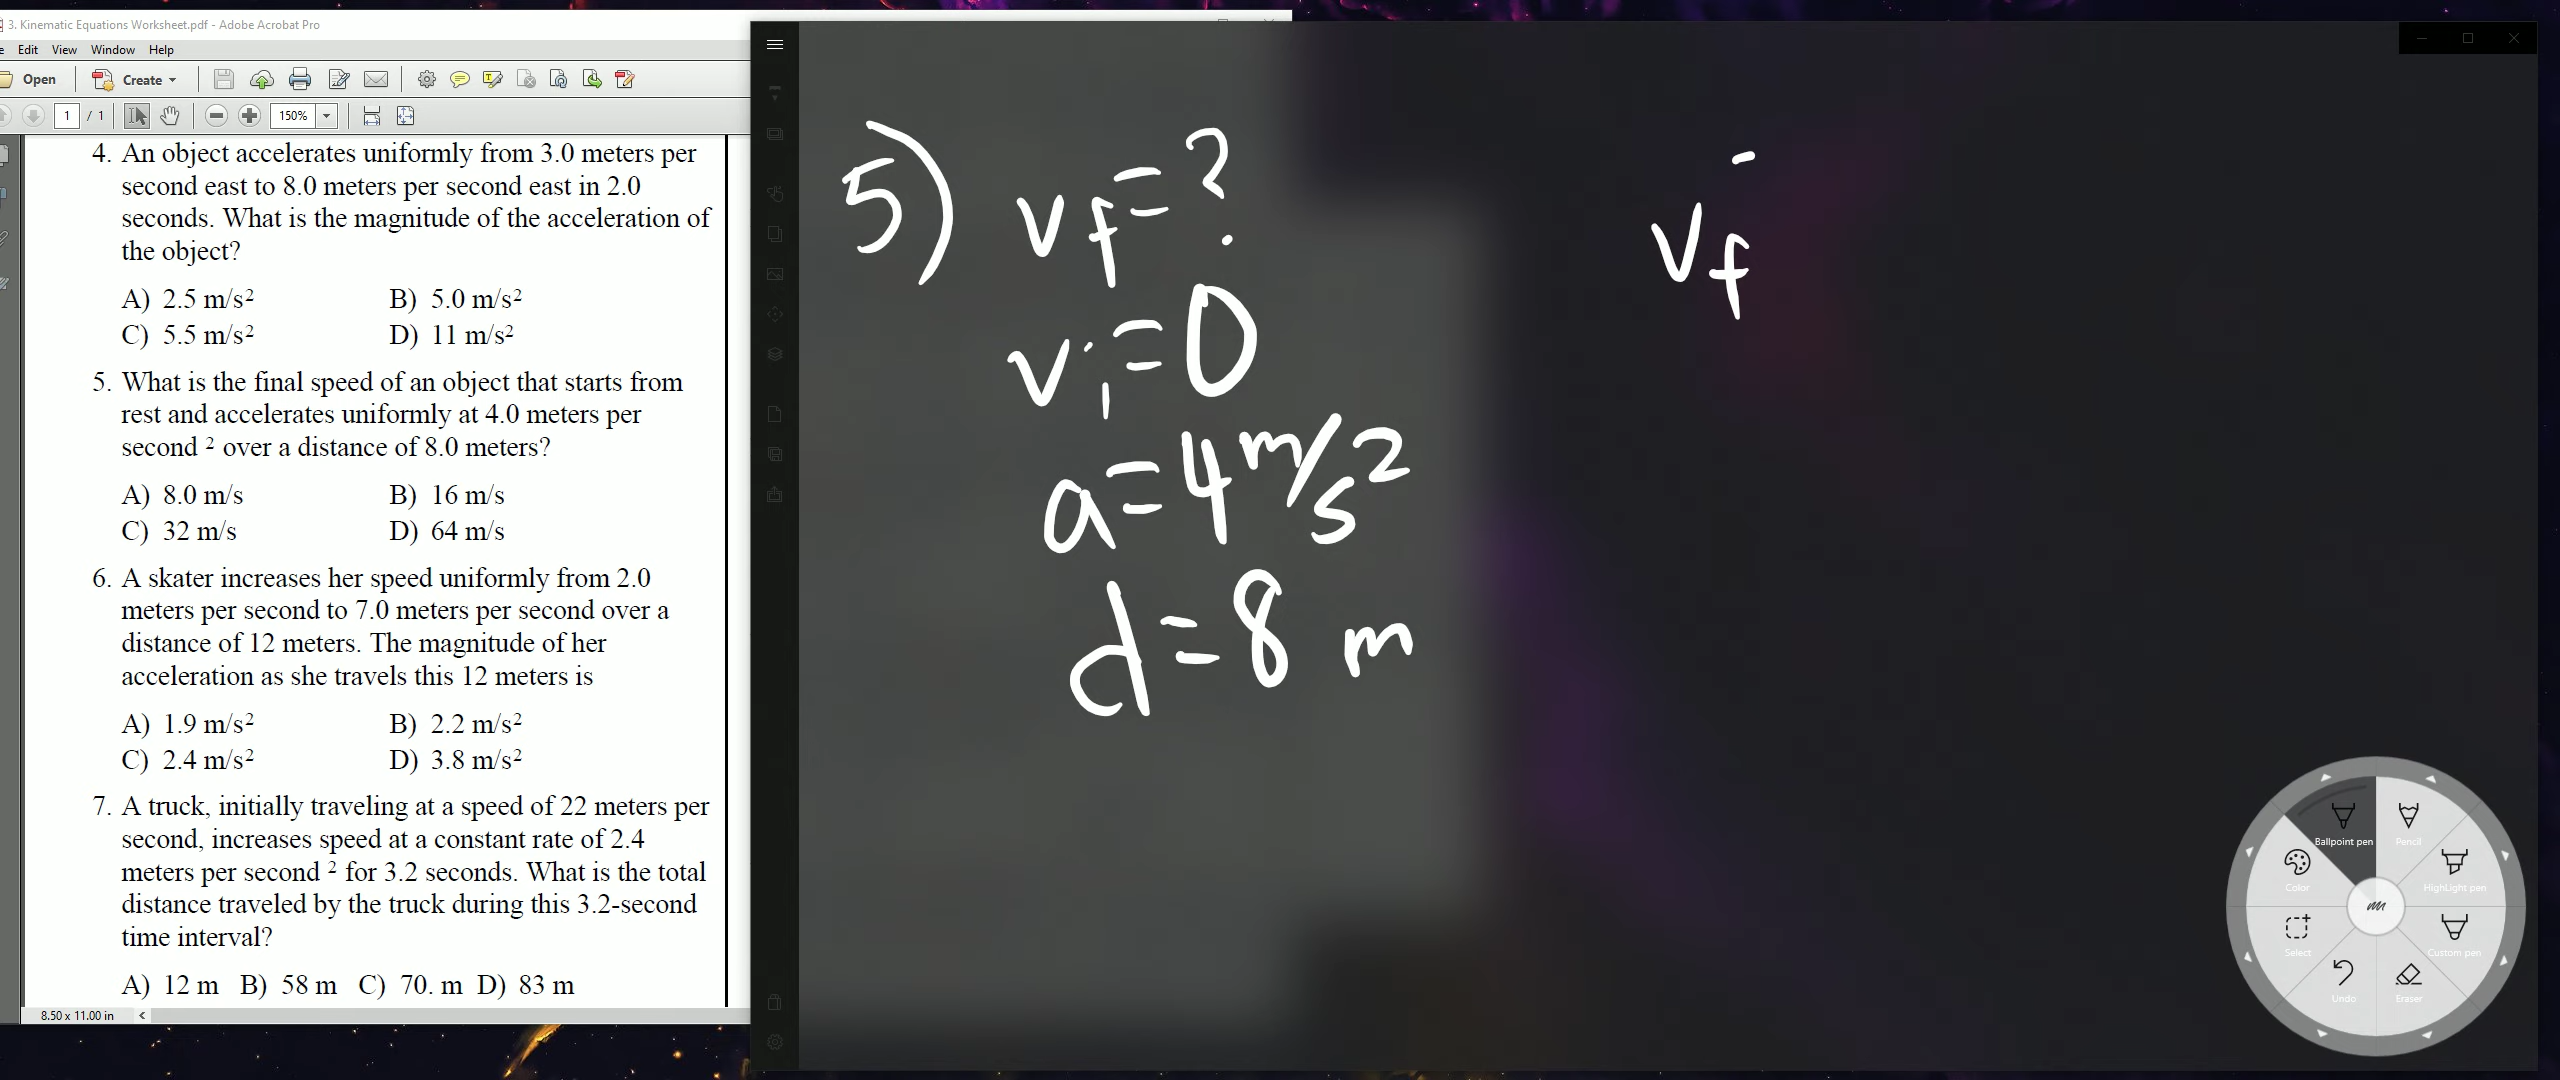 3. Kinematic Equations Worksheet.pdf - Adobe Acrobat Pro
Edit View Window Help
Open Create
1 / 1 150%
4. An object accelerates uniformly from 3.0 meters per
second east to 8.0 meters per second east in 2.0
seconds. What is the magnitude of the acceleration of
the object?
A) 2.5 m/s² B) 5.0 m/s²
C) 5.5 m/s² D) 11 m/s²
5. What is the final speed of an object that starts from
rest and accelerates uniformly at 4.0 meters per
second ² over a distance of 8.0 meters?
A) 8.0 m/s B) 16 m/s
C) 32 m/s D) 64 m/s
6. A skater increases her speed uniformly from 2.0
meters per second to 7.0 meters per second over a
distance of 12 meters. The magnitude of her
acceleration as she travels this 12 meters is
A) 1.9 m/s² B) 2.2 m/s²
C) 2.4 m/s² D) 3.8 m/s²
7. A truck, initially traveling at a speed of 22 meters per
second, increases speed at a constant rate of 2.4
meters per second ² for 3.2 seconds. What is the total
distance traveled by the truck during this 3.2-second
time interval?
A) 12 m B) 58 m C) 70. m D) 83 m
8.50 x 11.00 in
5) vf = ?
vi = 0
a = 4 m/s²
d = 8 m
vf
Ballpoint pen
Pencil
Color
HighLight pen
Select
Custom pen
Undo
Eraser